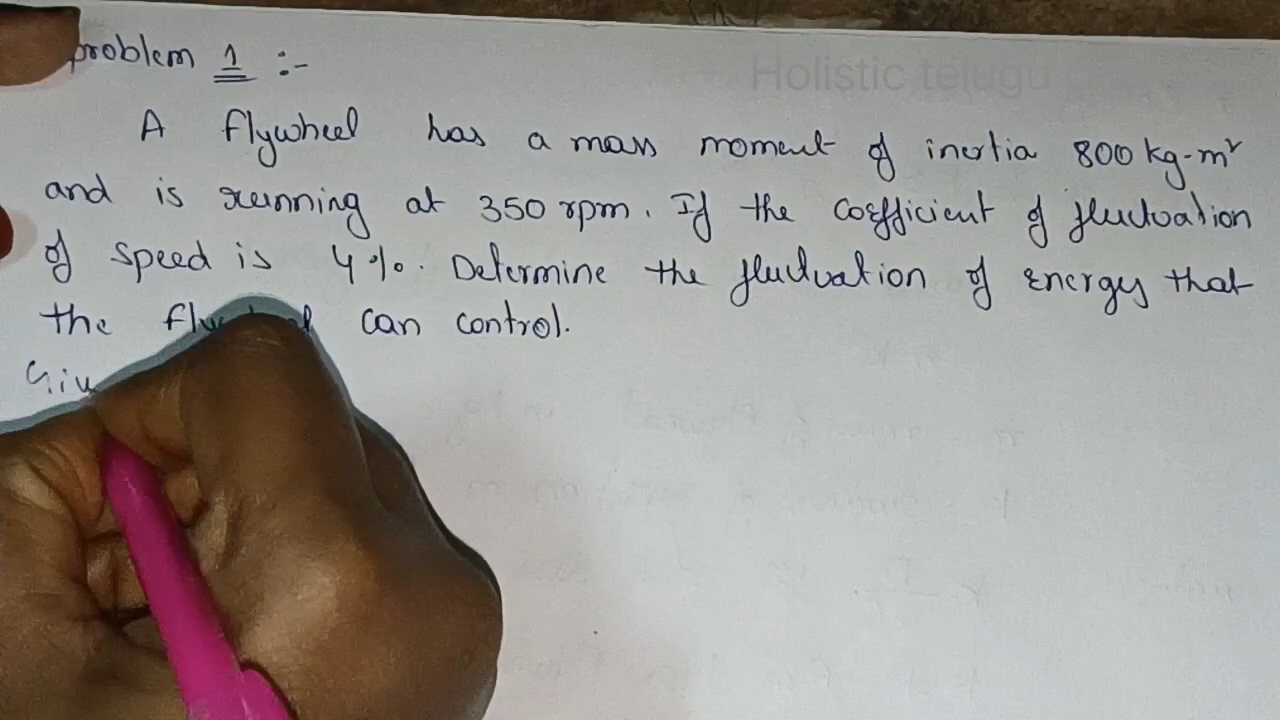 problem 1 :-
Holistic telugu
A flywheel has a mass moment of inertia 800 kg-m²
and is running at 350 rpm. If the coefficient of fluctuation
of speed is 4%. Determine the fluctuation of energy that
the can control.